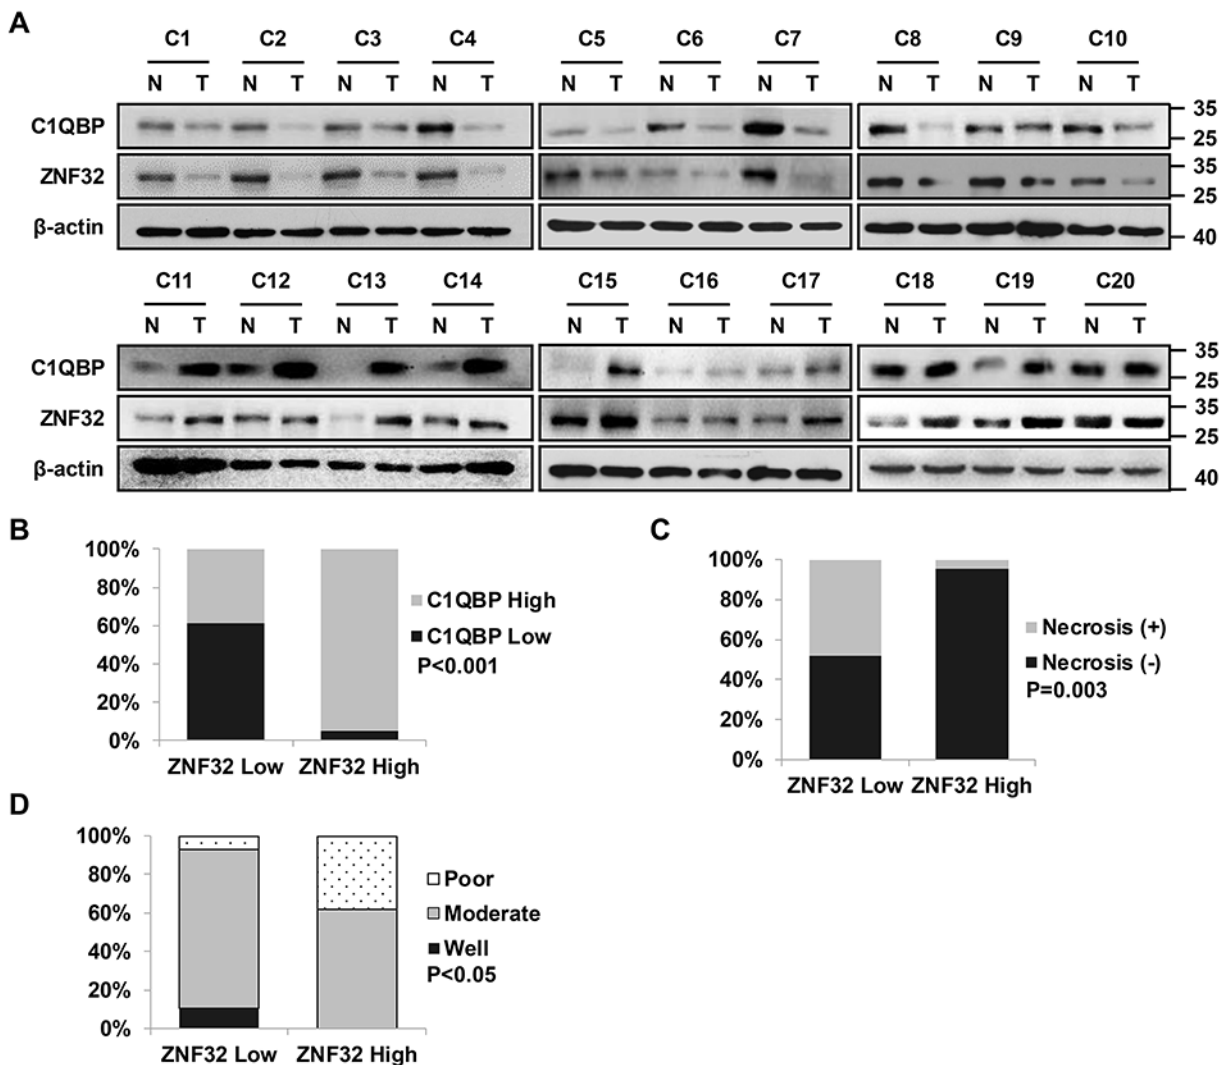 A
C1 C2 C3 C4 C5 C6 C7 C8 C9 C10
N T N T N T N T N T N T N T N T N T N T
C1QBP 35
25
ZNF32 35
25
β-actin 40
C11 C12 C13 C14 C15 C16 C17 C18 C19 C20
N T N T N T N T N T N T N T N T N T N T
C1QBP 35
25
ZNF32 35
25
β-actin 40
B
100%
80%
60%
40%
20%
0%
C1QBP High
C1QBP Low
P<0.001
ZNF32 Low ZNF32 High
C
100%
80%
60%
40%
20%
0%
Necrosis (+)
Necrosis (-)
P=0.003
ZNF32 Low ZNF32 High
D
100%
80%
60%
40%
20%
0%
Poor
Moderate
Well
P<0.05
ZNF32 Low ZNF32 High